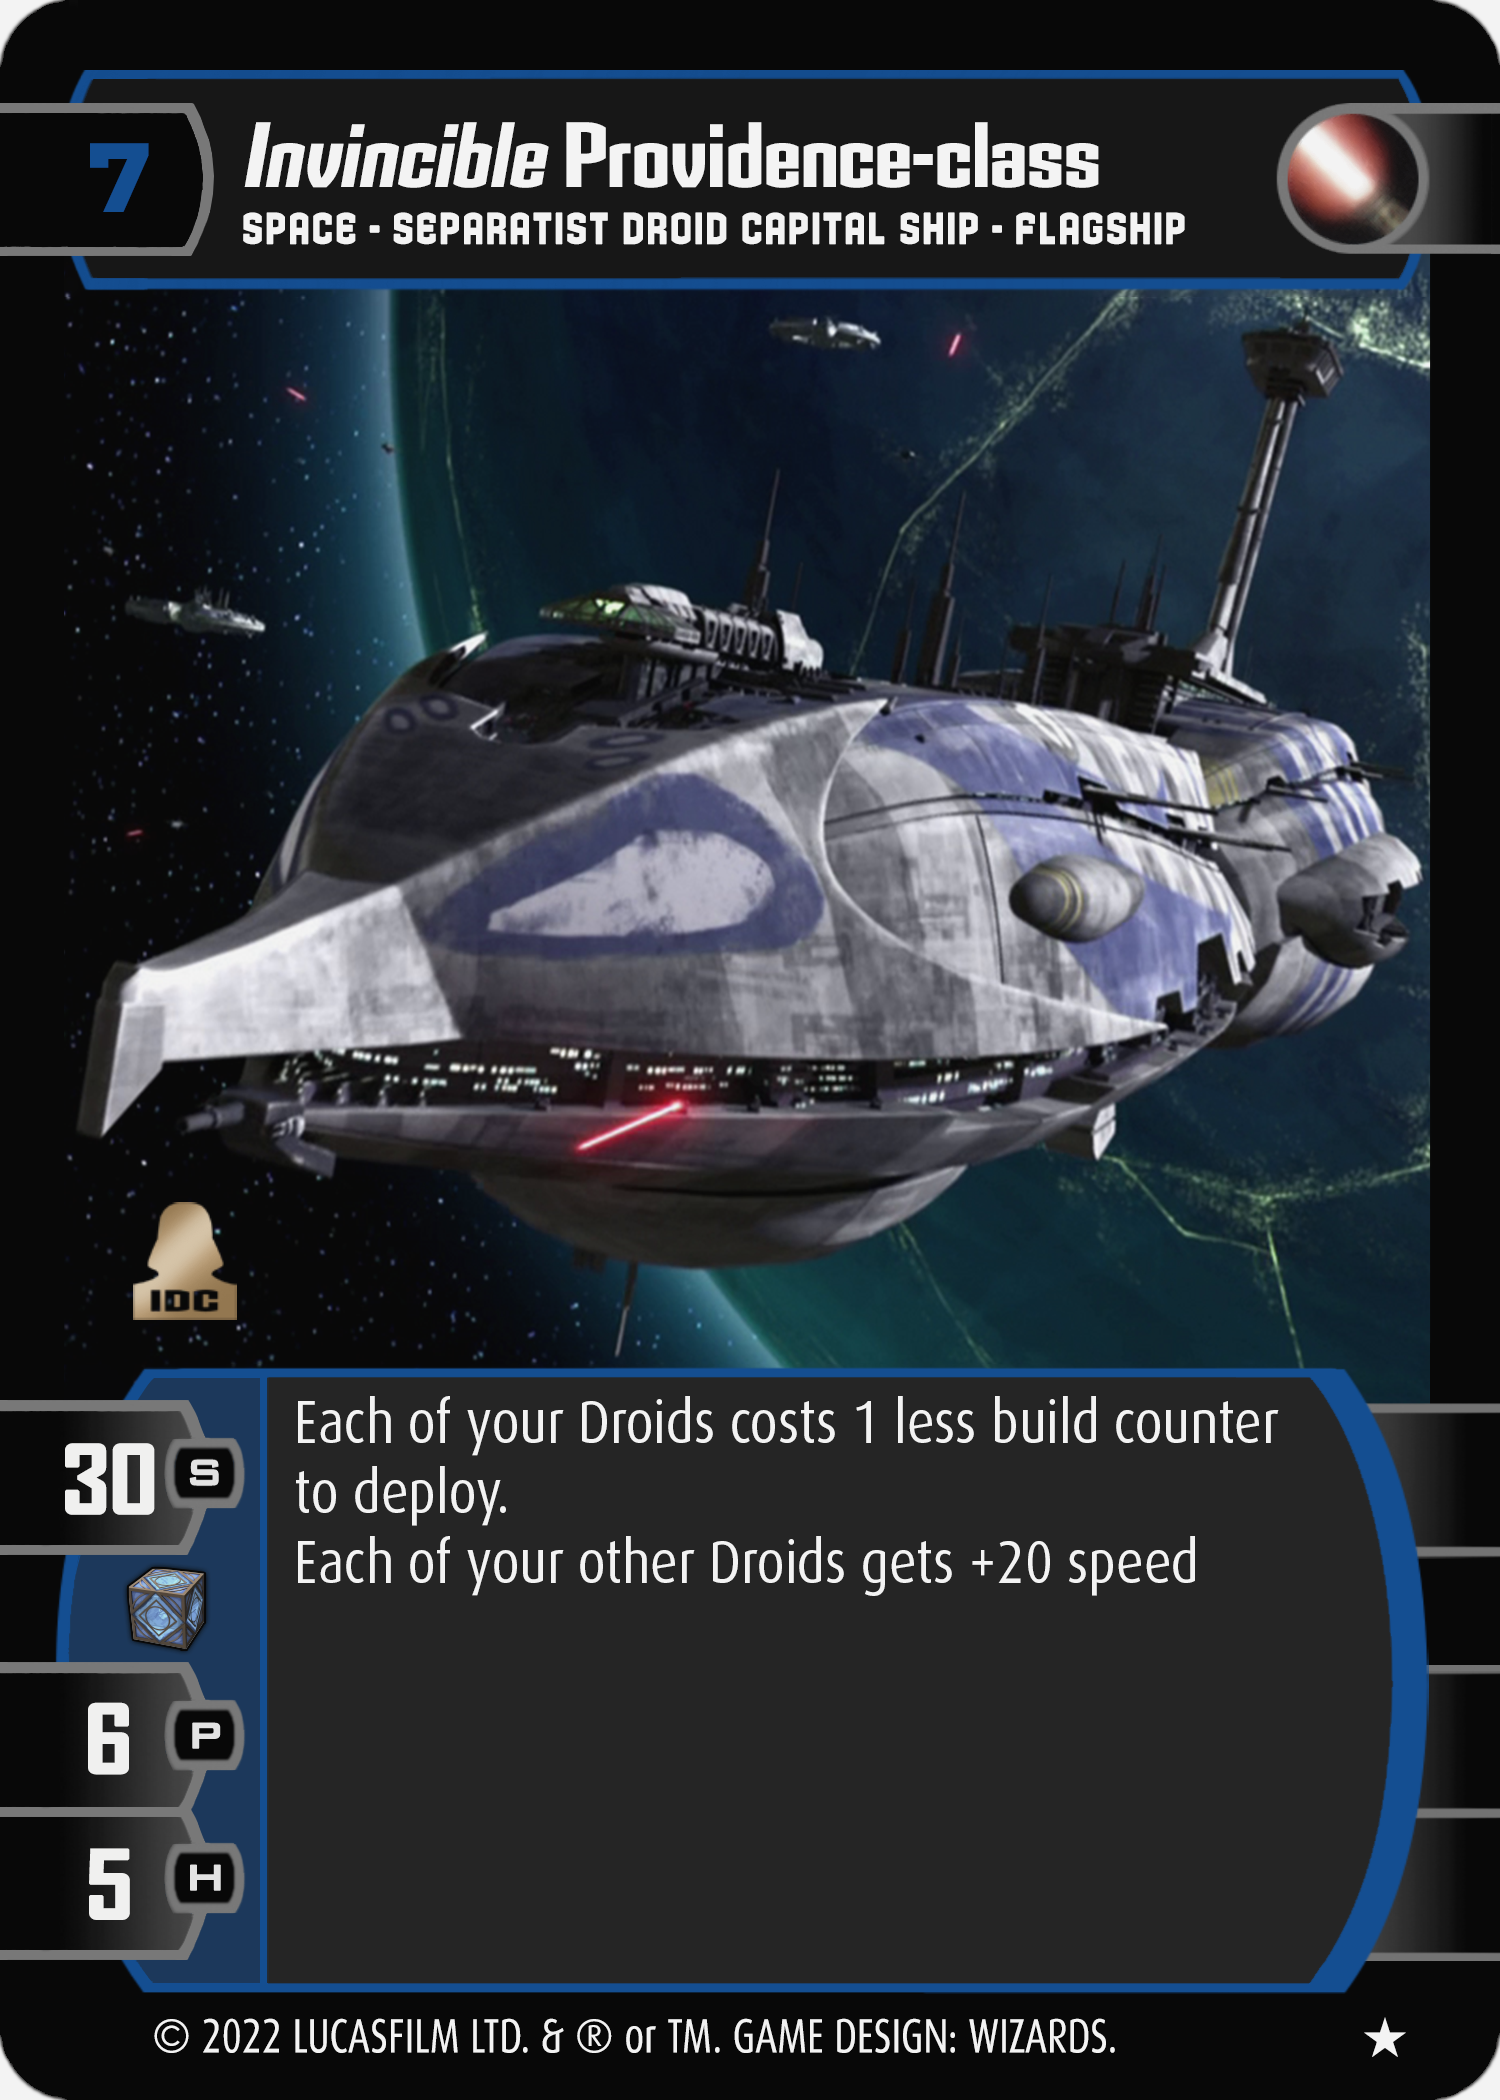 7
Invincible Providence-class
SPACE - SEPARATIST DROID CAPITAL SHIP - FLAGSHIP
IDC
30 S
Each of your Droids costs 1 less build counter
to deploy.
Each of your other Droids gets +20 speed
6 P
5 H
© 2022 LUCASFILM LTD. & ® or TM. GAME DESIGN: WIZARDS.